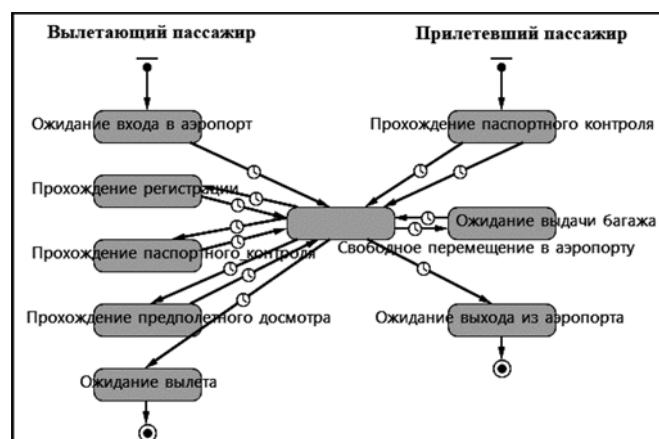 Вылетающий пассажир
Прилетевший пассажир
Ожидание входа в аэропорт
Прохождение паспортного контроля
Прохождение регистрации
Ожидание выдачи багажа
Прохождение паспортного контроля
Свободное перемещение в аэропорту
Прохождение предполетного досмотра
Ожидание выхода из аэропорта
Ожидание вылета